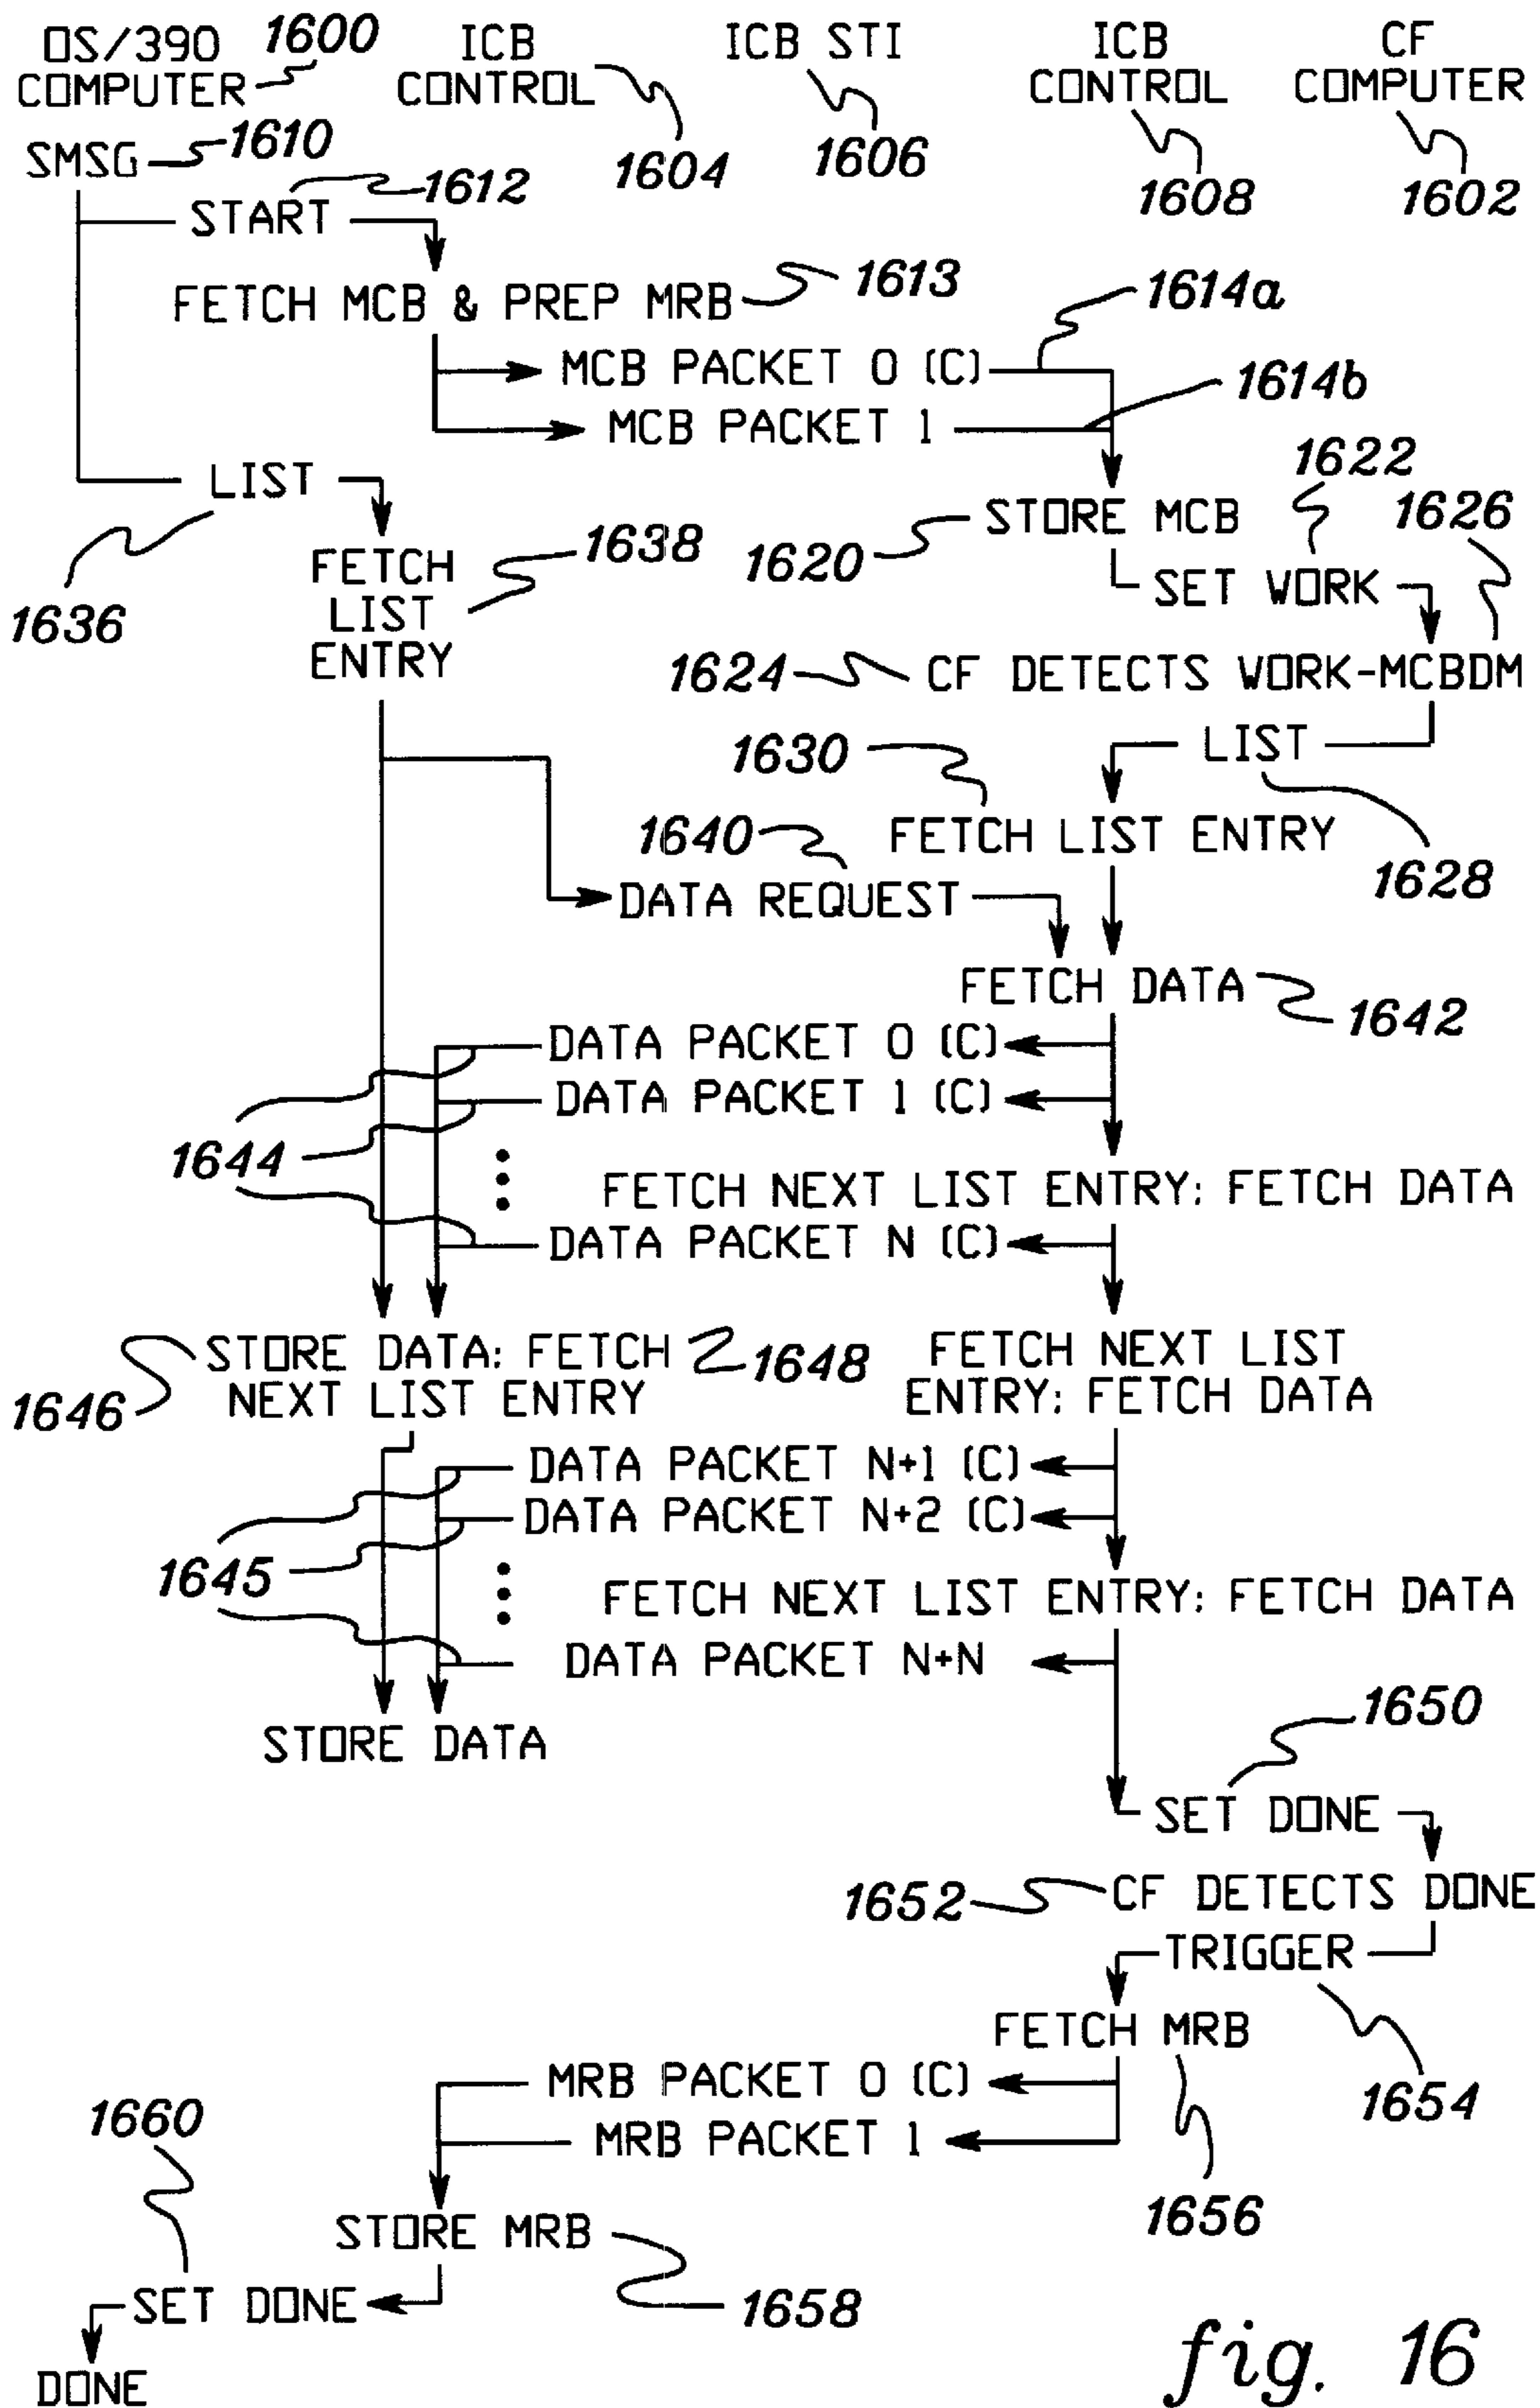 OS/390 1600 ICB ICB STI ICB CF
COMPUTER CONTROL CONTROL COMPUTER
SMSG 1610 1604 1606 1608 1602
1612
START
FETCH MCB & PREP MRB 1613 1614a
MCB PACKET 0 (C)
1614b
MCB PACKET 1
LIST 1622
STORE MCB 1626
1636 FETCH 1638 1620
LIST SET WORK
ENTRY
1624 CF DETECTS WORK-MCBDM
1630 LIST
1640 FETCH LIST ENTRY
1628
DATA REQUEST
FETCH DATA
1642
DATA PACKET 0 (C)
DATA PACKET 1 (C)
1644
FETCH NEXT LIST ENTRY; FETCH DATA
DATA PACKET N (C)
STORE DATA; FETCH 1648 FETCH NEXT LIST
1646 NEXT LIST ENTRY ENTRY; FETCH DATA
DATA PACKET N+1 (C)
DATA PACKET N+2 (C)
1645
FETCH NEXT LIST ENTRY; FETCH DATA
DATA PACKET N+N
1650
STORE DATA
SET DONE
1652 CF DETECTS DONE
TRIGGER
FETCH MRB
MRB PACKET 0 (C) 1654
1660
MRB PACKET 1
1656
STORE MRB
SET DONE 1658
DONE
fig. 16